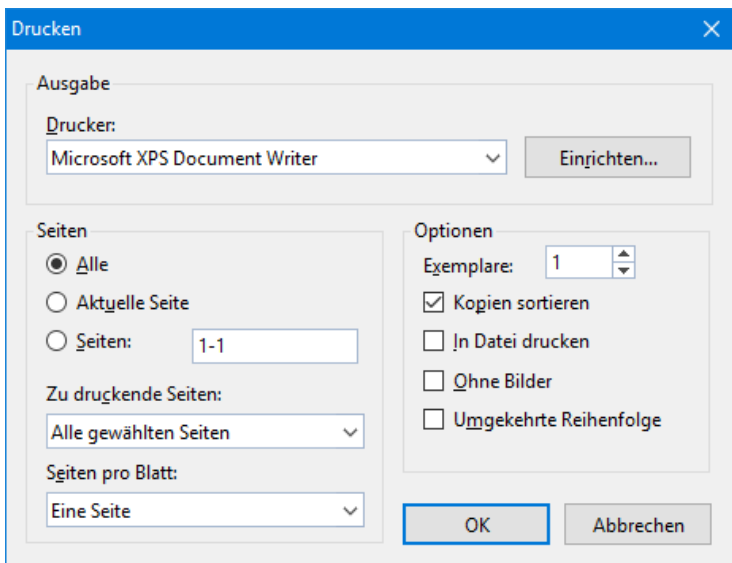 Drucken
Ausgabe
Drucker:
Microsoft XPS Document Writer
Einrichten...
Seiten
Alle
Aktuelle Seite
Seiten:
1-1
Zu druckende Seiten:
Alle gewählten Seiten
Seiten pro Blatt:
Eine Seite
Optionen
Exemplare:
1
Kopien sortieren
In Datei drucken
Ohne Bilder
Umgekehrte Reihenfolge
OK
Abbrechen